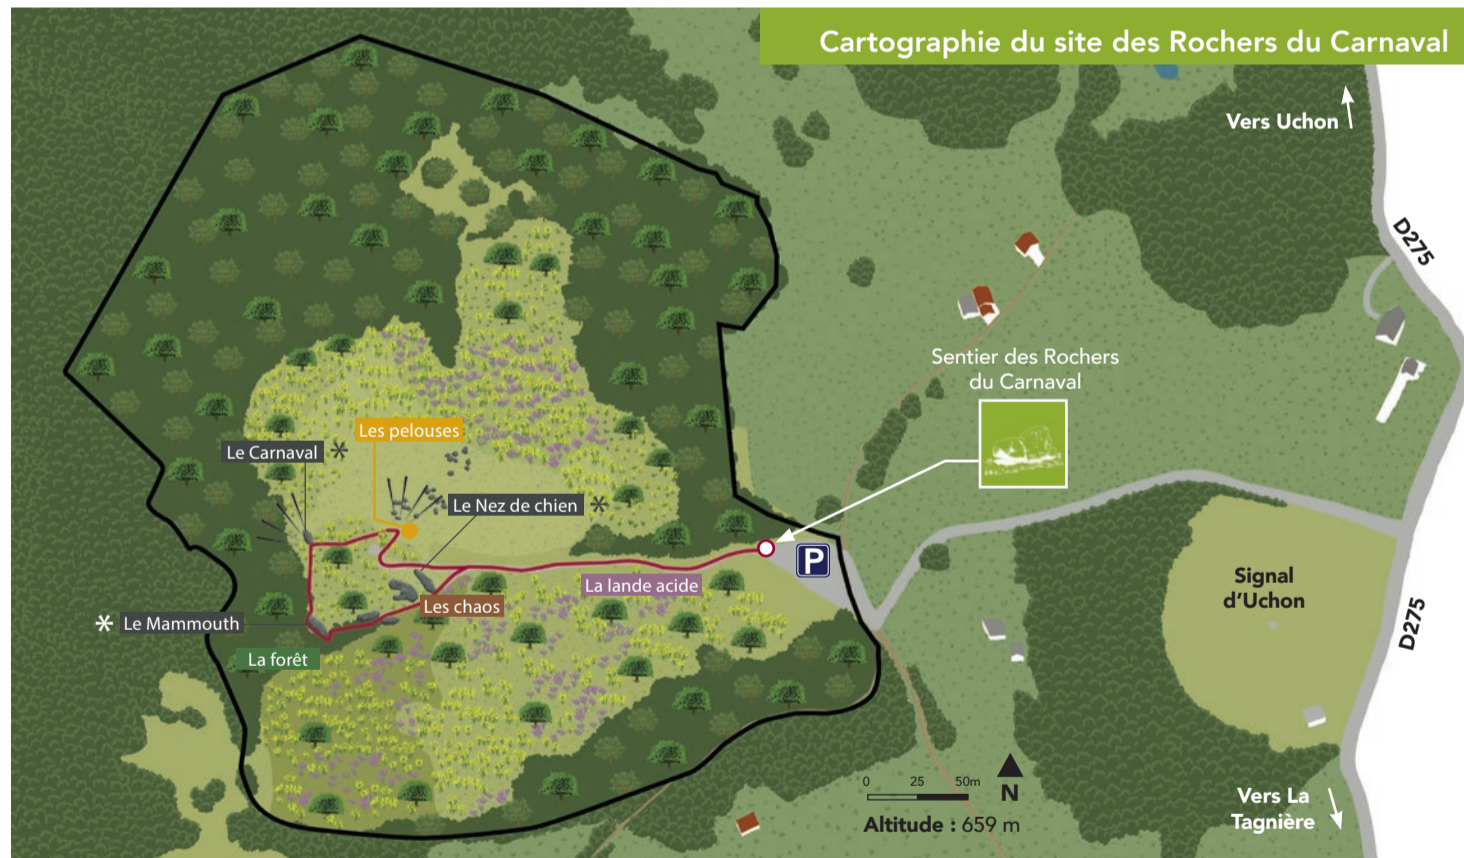 Cartographie du site des Rochers du Carnaval
Vers Uchon
D275
Sentier des Rochers
du Carnaval
Les pelouses
Le Carnaval *
Le Nez de chien *
P
Signal
d'Uchon
La lande acide
Les chaos
* Le Mammouth
D275
La forêt
0 25 50m
N
Altitude : 659 m
Vers La
Tagnière